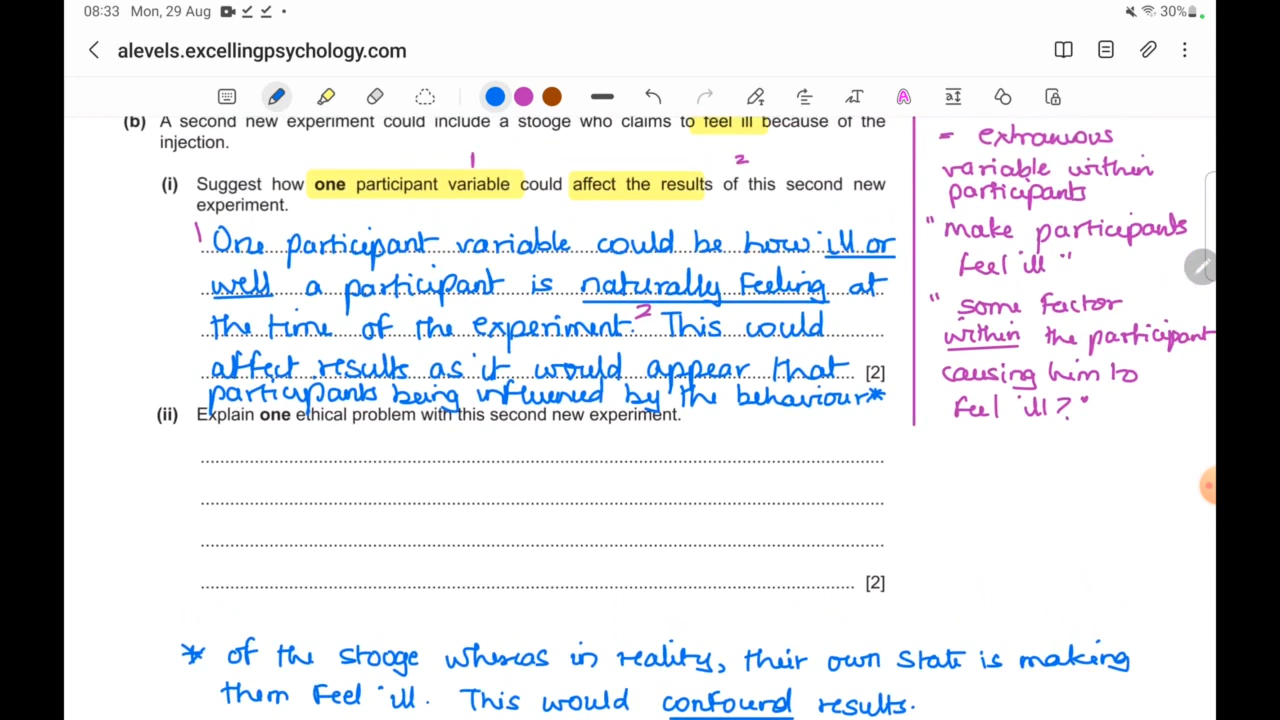 08:33 Mon, 29 Aug
30%
alevels.excellingpsychology.com
(b) A second new experiment could include a stooge who claims to feel ill because of the
injection.
1 2
(i) Suggest how one participant variable could affect the results of this second new
experiment.
1 One participant variable could be how ill or
well a participant is naturally feeling at
the time of the experiment. 2 This could
affect results as it would appear that [2]
participants being influenced by the behaviour*
(ii) Explain one ethical problem with this second new experiment.
[2]
* of the stooge whereas in reality, their own state is making
them feel ill. This would confound results.
= extraneous
variable within
participants
"make participants
feel ill"
"some factor
within the participant
causing him to
feel ill?"